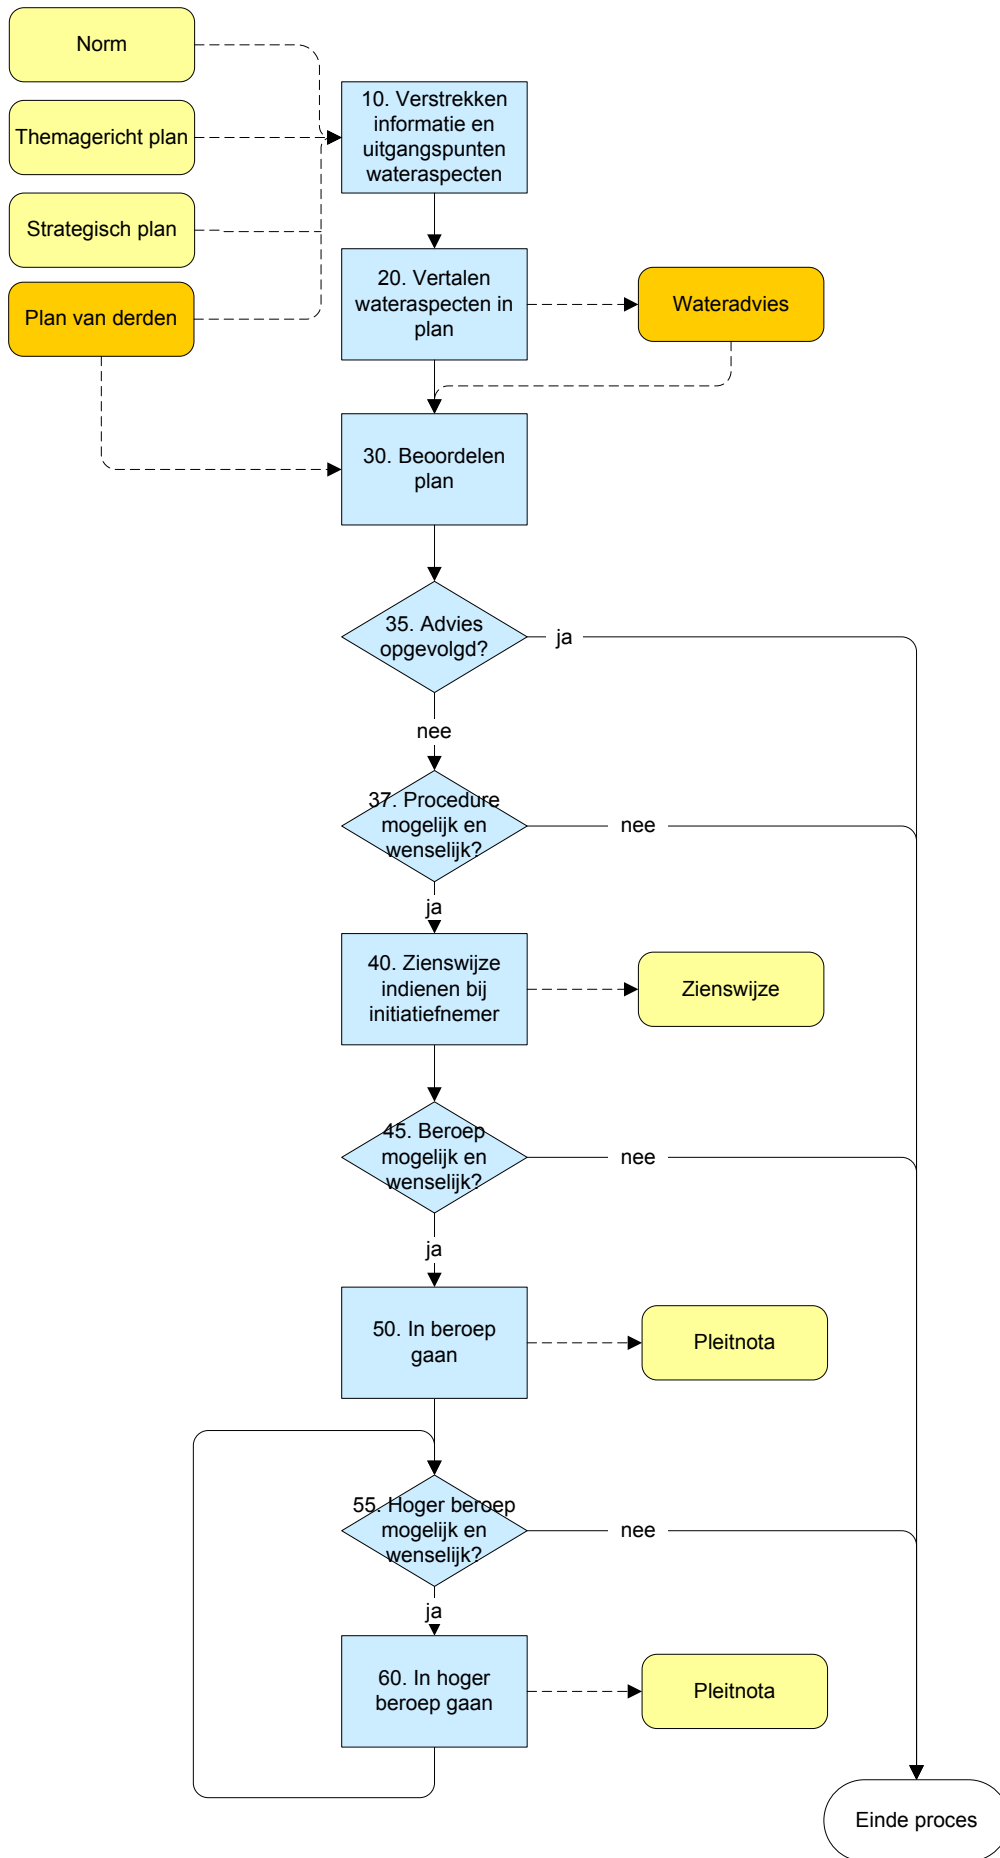 Norm
Themagericht plan
Strategisch plan
Plan van derden
10. Verstrekken
informatie en
uitgangspunten
wateraspecten
20. Vertalen
wateraspecten in
plan
Wateradvies
30. Beoordelen
plan
35. Advies
opgevolgd?
ja
nee
37. Procedure
mogelijk en
wenselijk?
nee
ja
40. Zienswijze
indienen bij
initiatiefnemer
Zienswijze
45. Beroep
mogelijk en
wenselijk?
nee
ja
50. In beroep
gaan
Pleitnota
55. Hoger beroep
mogelijk en
wenselijk?
nee
ja
60. In hoger
beroep gaan
Pleitnota
Einde proces